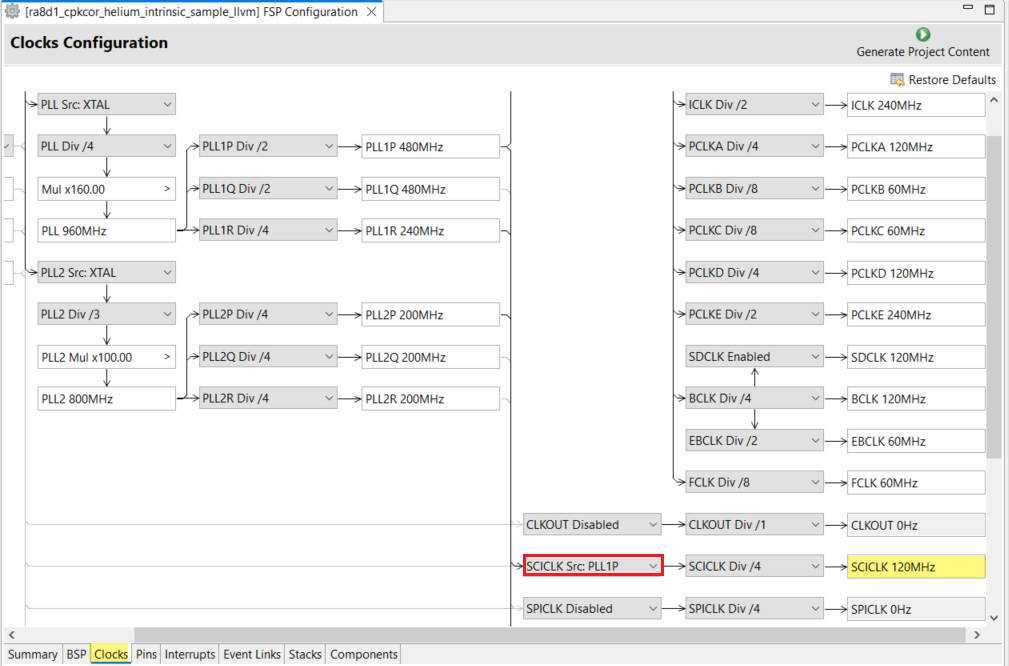 [ra8d1_cpkcor_helium_intrinsic_sample_llvm] FSP Configuration
Clocks Configuration
Generate Project Content
Restore Defaults
PLL Src: XTAL
ICLK Div /2
ICLK 240MHz
PLL Div /4
PLL1P Div /2
PLL1P 480MHz
PCLKA Div /4
PCLKA 120MHz
Mul x160.00 >
PLL1Q Div /2
PLL1Q 480MHz
PCLKB Div /8
PCLKB 60MHz
PLL 960MHz
PLL1R Div /4
PLL1R 240MHz
PCLKC Div /8
PCLKC 60MHz
PLL2 Src: XTAL
PCLKD Div /4
PCLKD 120MHz
PLL2 Div /3
PLL2P Div /4
PLL2P 200MHz
PCLKE Div /2
PCLKE 240MHz
PLL2 Mul x100.00 >
PLL2Q Div /4
PLL2Q 200MHz
SDCLK Enabled
SDCLK 120MHz
PLL2 800MHz
PLL2R Div /4
PLL2R 200MHz
BCLK Div /4
BCLK 120MHz
EBCLK Div /2
EBCLK 60MHz
FCLK Div /8
FCLK 60MHz
CLKOUT Disabled
CLKOUT Div /1
CLKOUT 0Hz
SCICLK Src: PLL1P
SCICLK Div /4
SCICLK 120MHz
SPICLK Disabled
SPICLK Div /4
SPICLK 0Hz
Summary
BSP
Clocks
Pins
Interrupts
Event Links
Stacks
Components